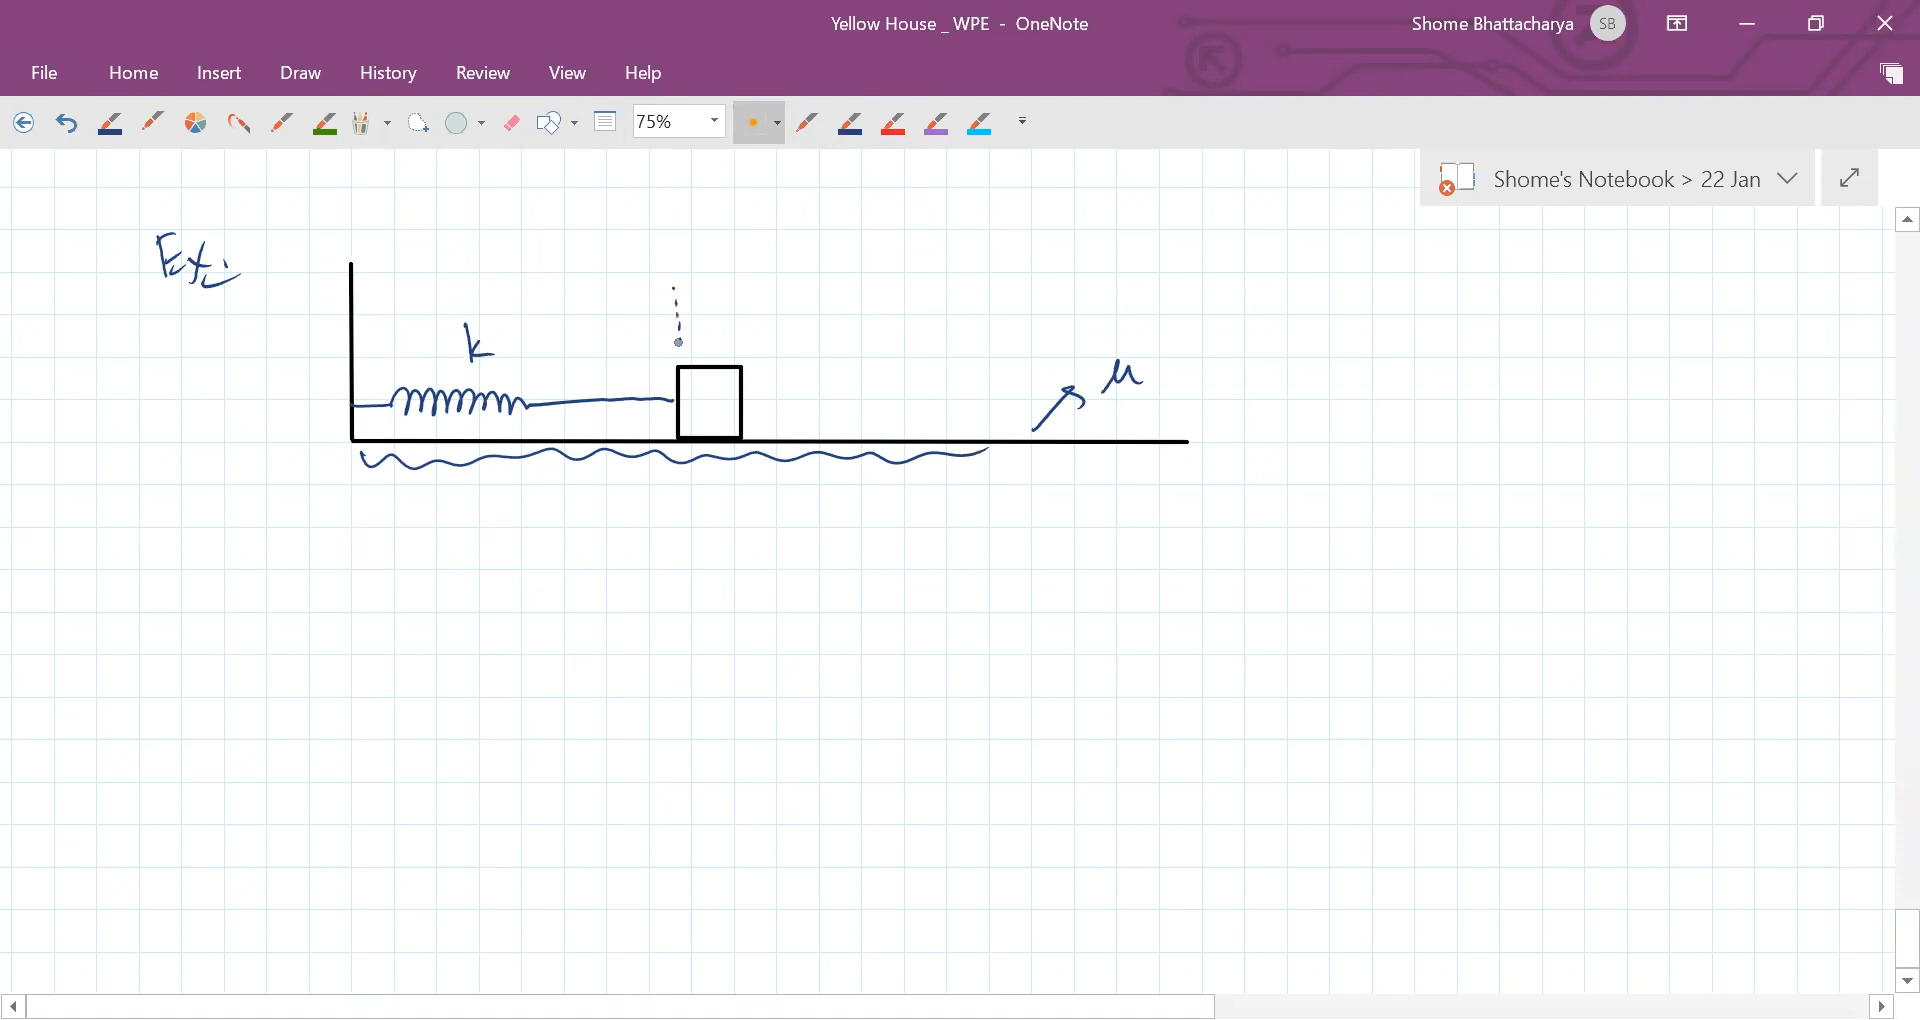 Yellow House _ WPE - OneNote
Shome Bhattacharya SB
File Home Insert Draw History Review View Help
75%
Shome's Notebook > 22 Jan
Ex:
k
μ